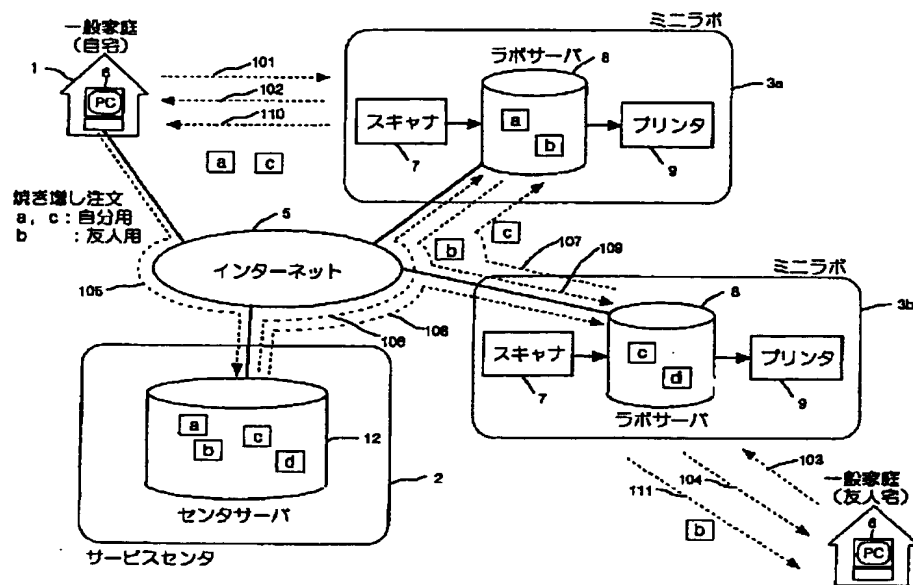 一般家庭
(自宅)
1
6
PC
101
102
110
a
c
ミニラボ
ラボサーバ
8
3a
スキャナ
7
a
b
プリンタ
9
焼き増し注文
a, c:自分用
b :友人用
5
インターネット
105
106
108
b
c
107
109
ミニラボ
8
3b
スキャナ
7
c
d
プリンタ
9
ラボサーバ
a
b
c
d
12
センタサーバ
2
サービスセンタ
103
104
111
b
一般家庭
(友人宅)
6
PC